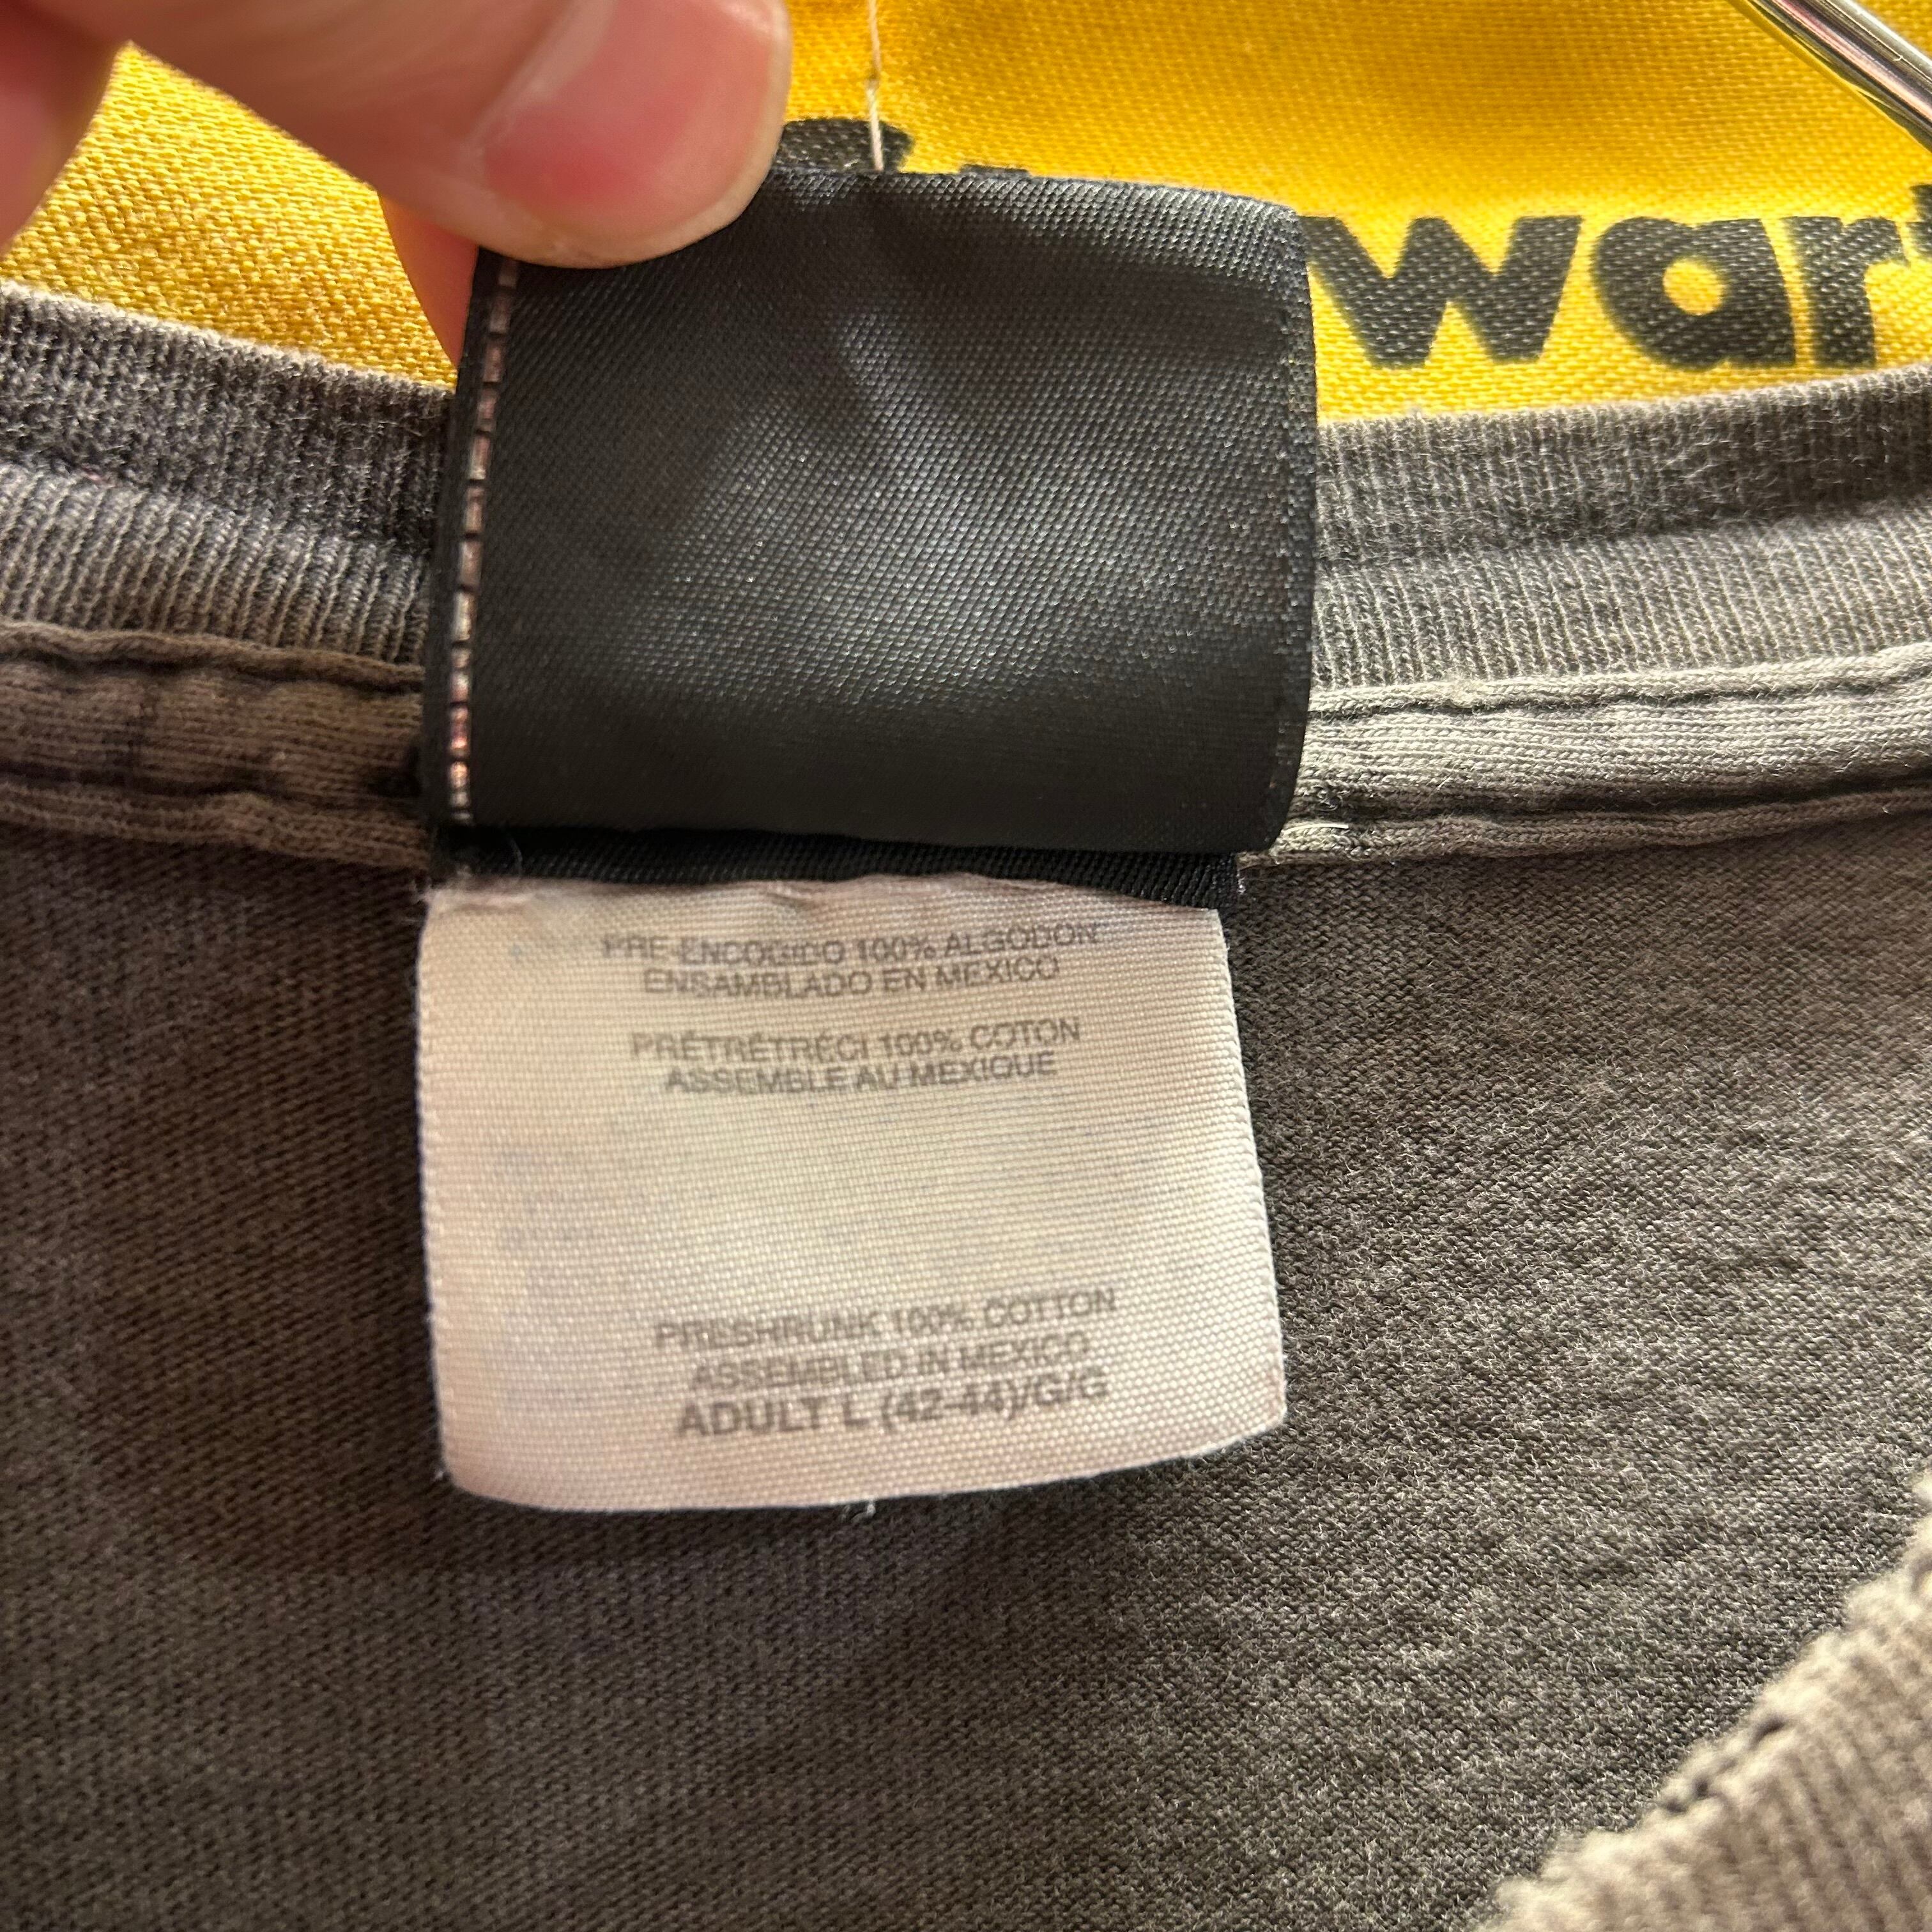 wart
PRE-ENCOGIDO 100% ALGODON
ENSAMBLADO EN MEXICO
PRÉTRÉTRÉCI 100% COTON
ASSEMBLE AU MEXIQUE
PRESHRUNK 100% COTTON
ASSEMBLED IN MEXICO
ADULT L (42-44)/G/G